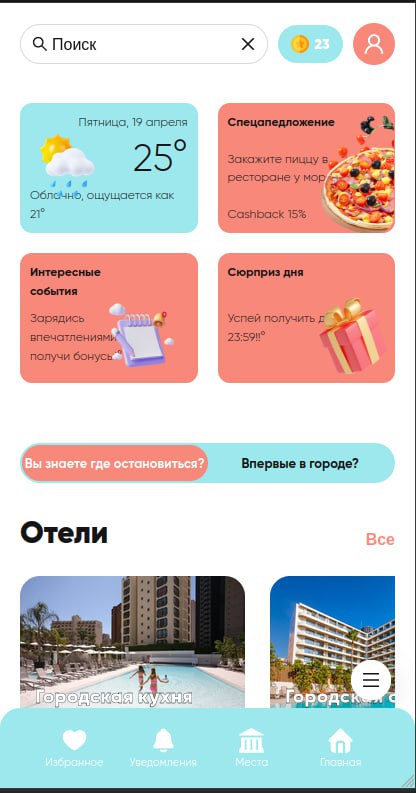 Поиск
23
Пятница, 19 апреля
25°
Облачно, ощущается как
21°
Спецапедложение
Закажите пиццу в
ресторане у мор
Cashback 15%
Интересные
события
Зарядись
впечатлениями
получи бонусы
Сюрприз дня
Успей получить д
23:59!!°
Вы знаете где остановиться?
Впервые в городе?
Отели
Все
Городская кухня
Городская с
Избранное
Уведомления
Места
Главная